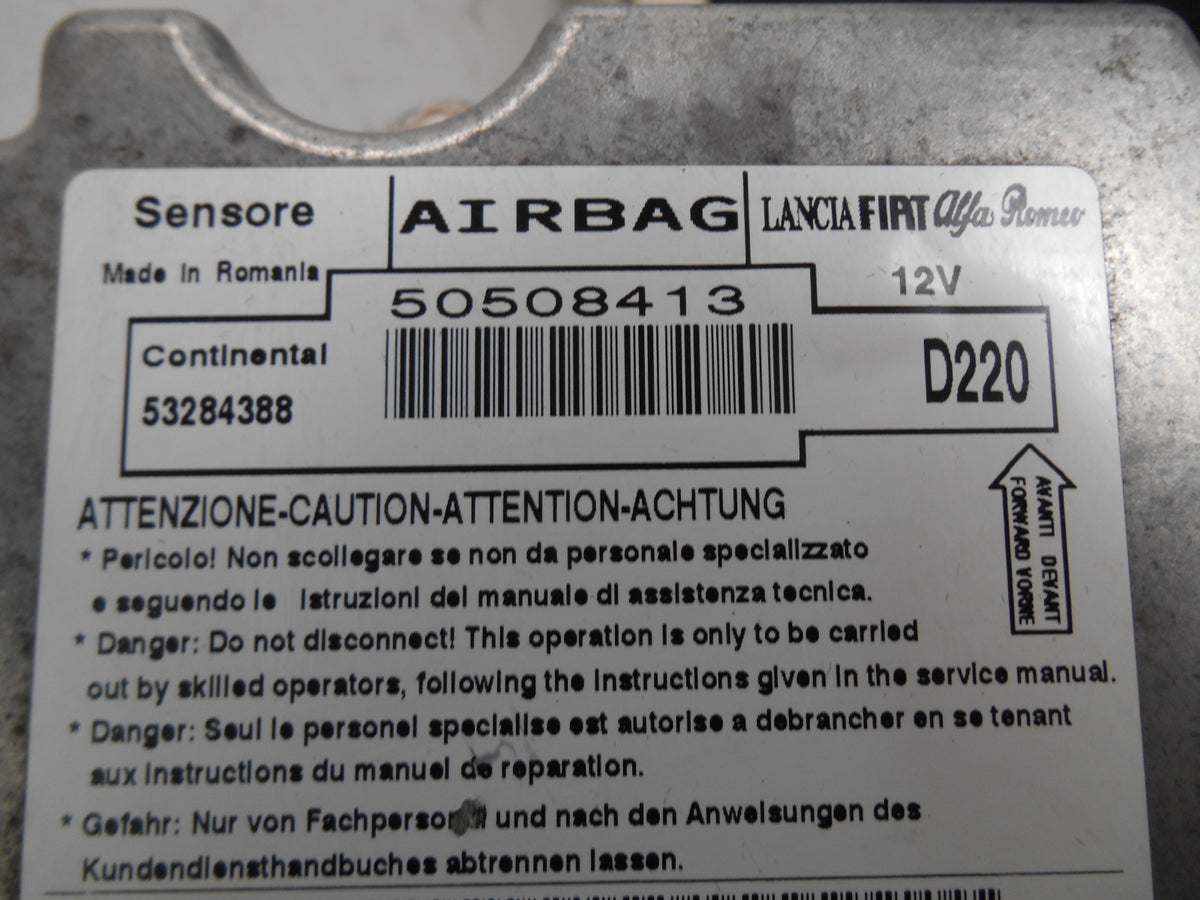 Sensore AIRBAG LANCIA FIAT Alfa Romeo
Made in Romania 12V
50508413
Continental
53284388
D220
ATTENZIONE-CAUTION-ATTENTION-ACHTUNG
AVANTI DEVANT
FORWARD VORNE
* Pericolo! Non scollegare se non da personale specializzato
e seguendo le istruzioni del manuale di assistenza tecnica.
* Danger: Do not disconnect! This operation is only to be carried
out by skilled operators, following the instructions given in the service manual.
* Danger: Seul le personel specialise est autorise a debrancher en se tenant
aux instructions du manuel de reparation.
* Gefahr: Nur von Fachpersonal und nach den Anweisungen des
Kundendiensthandbuches abtrennen lassen.